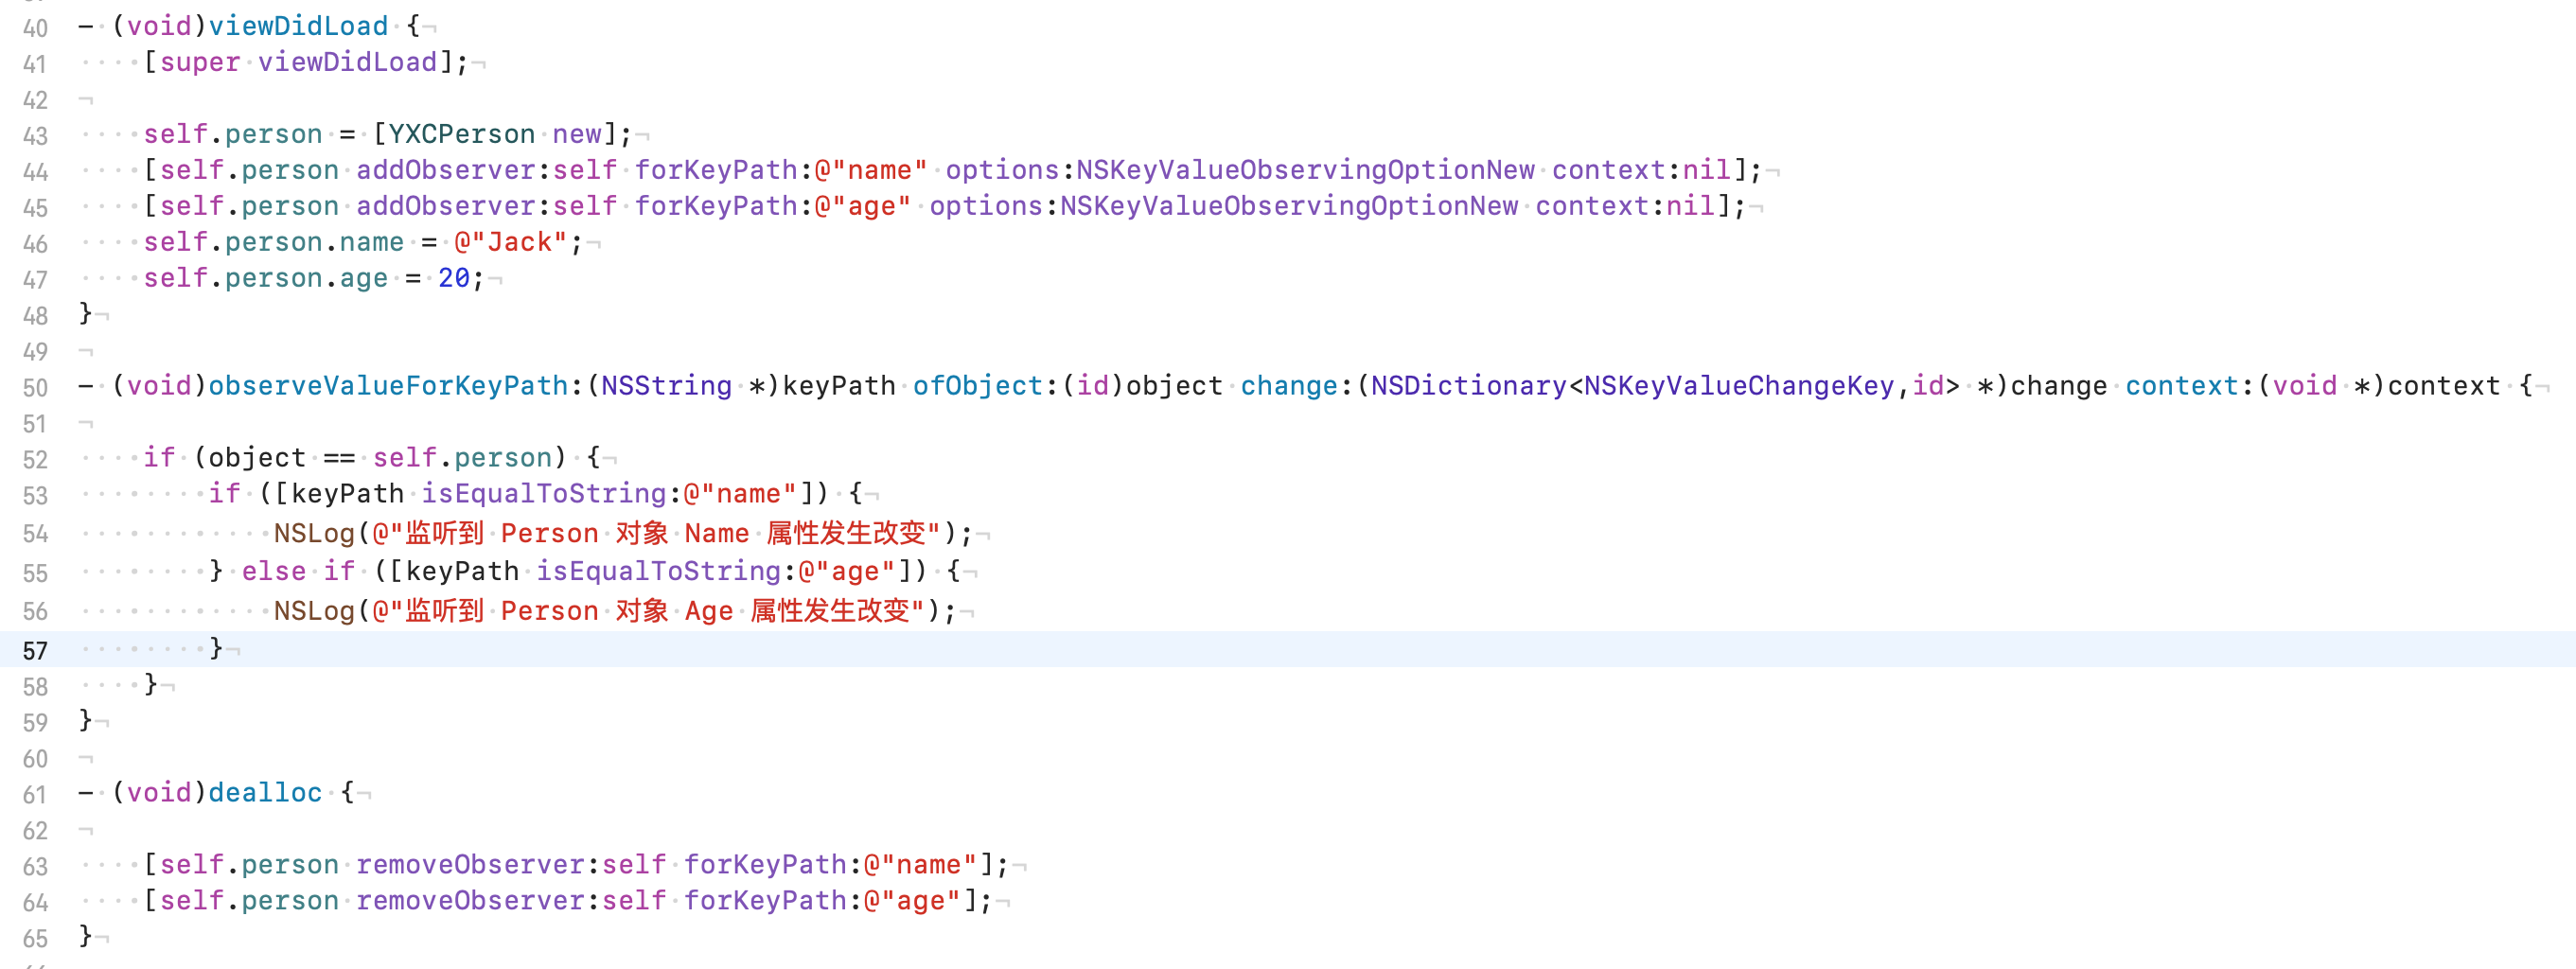 40 - (void)viewDidLoad {
41     [super viewDidLoad];
42
43     self.person = [YXCPerson new];
44     [self.person addObserver:self forKeyPath:@"name" options:NSKeyValueObservingOptionNew context:nil];
45     [self.person addObserver:self forKeyPath:@"age" options:NSKeyValueObservingOptionNew context:nil];
46     self.person.name = @"Jack";
47     self.person.age = 20;
48 }
49
50 - (void)observeValueForKeyPath:(NSString *)keyPath ofObject:(id)object change:(NSDictionary<NSKeyValueChangeKey,id> *)change context:(void *)context {
51
52     if (object == self.person) {
53         if ([keyPath isEqualToString:@"name"]) {
54             NSLog(@"监听到 Person 对象 Name 属性发生改变");
55         } else if ([keyPath isEqualToString:@"age"]) {
56             NSLog(@"监听到 Person 对象 Age 属性发生改变");
57         }
58     }
59 }
60
61 - (void)dealloc {
62
63     [self.person removeObserver:self forKeyPath:@"name"];
64     [self.person removeObserver:self forKeyPath:@"age"];
65 }